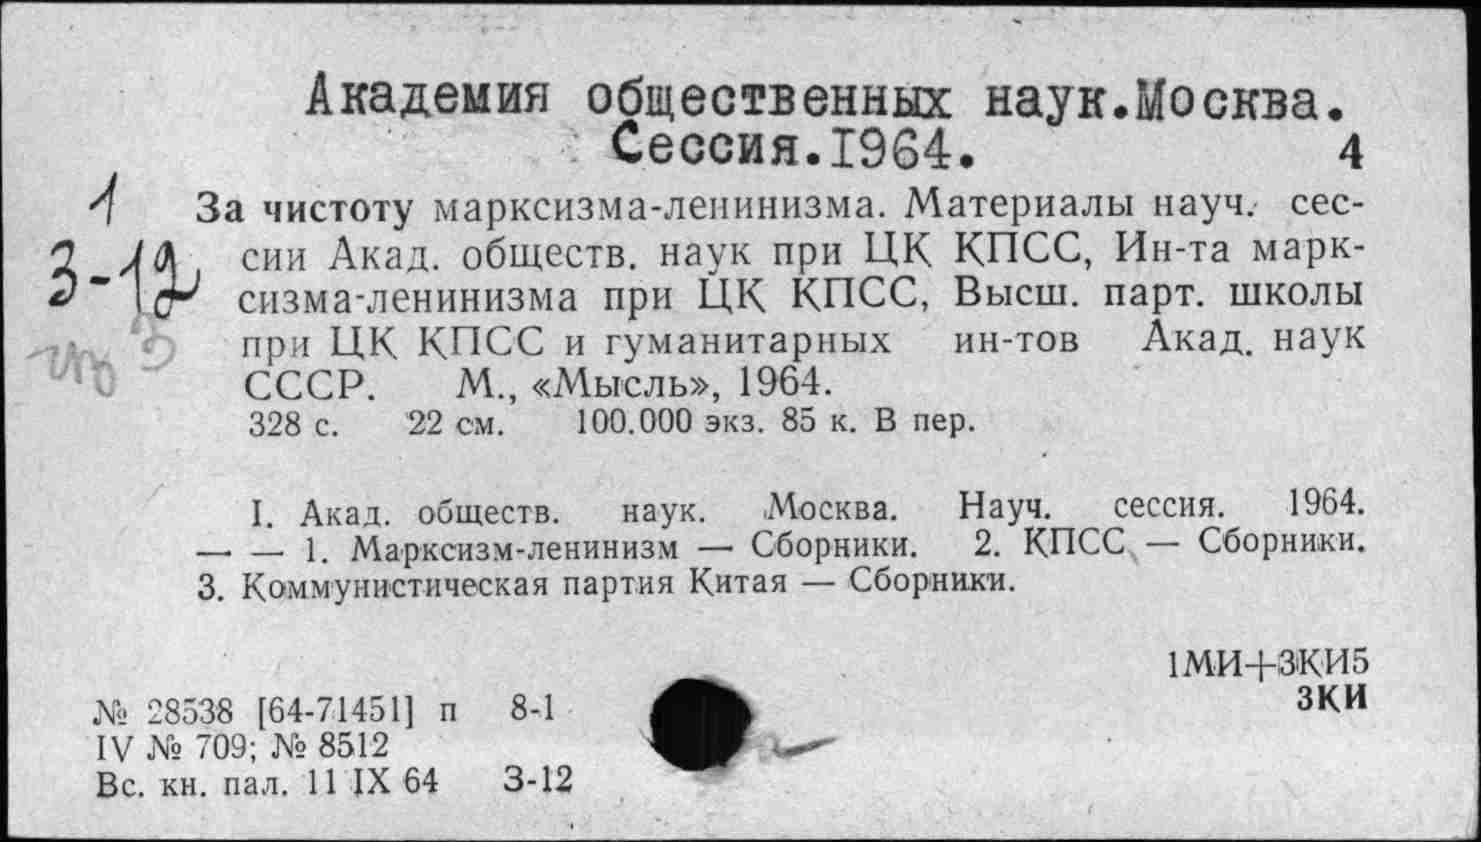 Академия общественных наук.Москва.
Сессия.1964. 4
1
За чистоту марксизма-ленинизма. Материалы науч. сес-
3-12
сии Акад. обществ. наук при ЦК КПСС, Ин-та марк-
сизма-ленинизма при ЦК КПСС, Высш. парт. школы
при ЦК КПСС и гуманитарных ин-тов Акад. наук
СССР. М., «Мысль», 1964.
328 с. 22 см. 100.000 экз. 85 к. В пер.
I. Акад. обществ. наук. Москва. Науч. сессия. 1964.
— — 1. Марксизм-ленинизм — Сборники. 2. КПСС — Сборники.
3. Коммунистическая партия Китая — Сборники.
1МИ+3КИ5
3КИ
№ 28538 [64-71451] п 8-1
IV № 709; № 8512
Вс. кн. пал. 11 IX 64 З-12